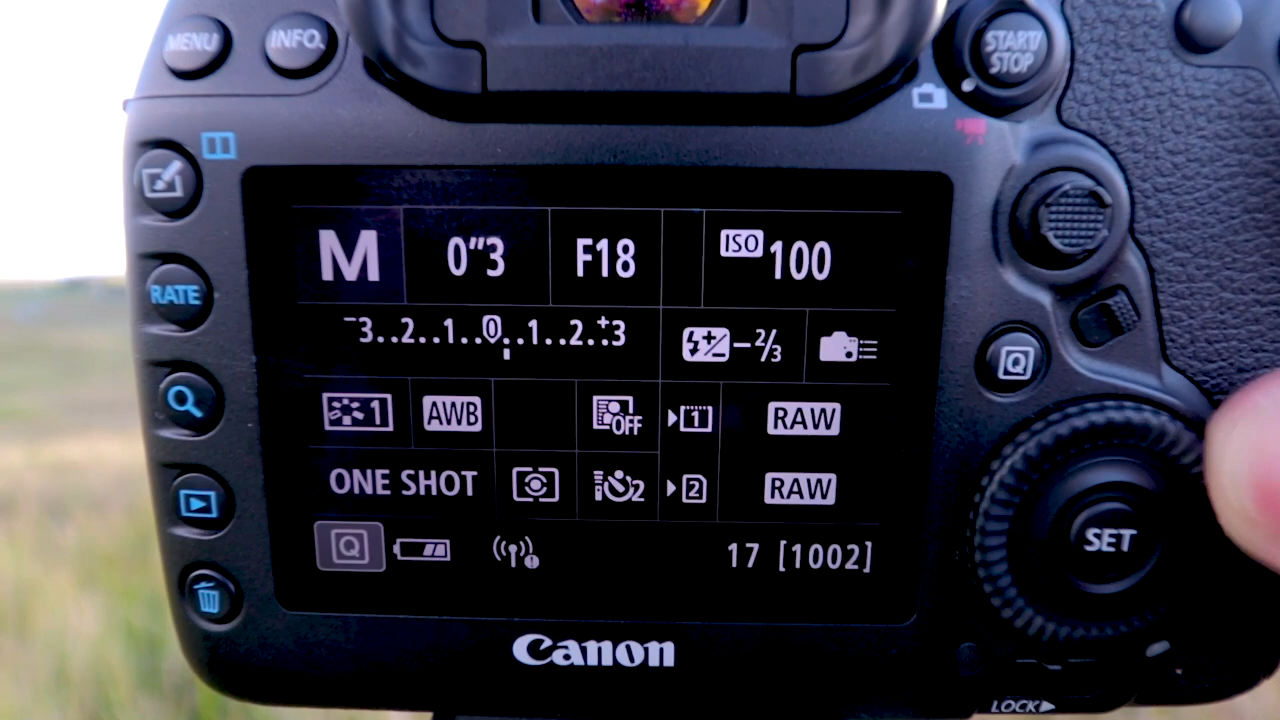 MENU
INFO.
START/
STOP
RATE
M 0"3 F18 ISO 100
-3..2..1..0..1..2..+3 -2/3
1 AWB OFF 1 RAW
ONE SHOT 2 2 RAW
Q 17 [1002]
Q
SET
Canon
LOCK▶